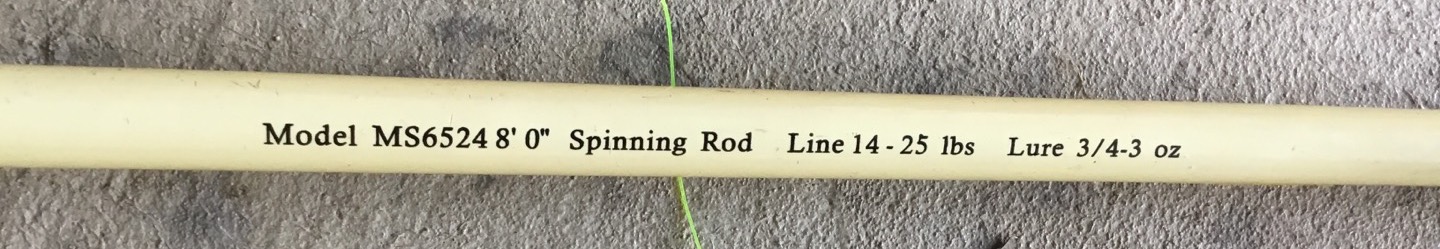 Model MS6524 8' 0" Spinning Rod Line 14 - 25 lbs Lure 3/4-3 oz